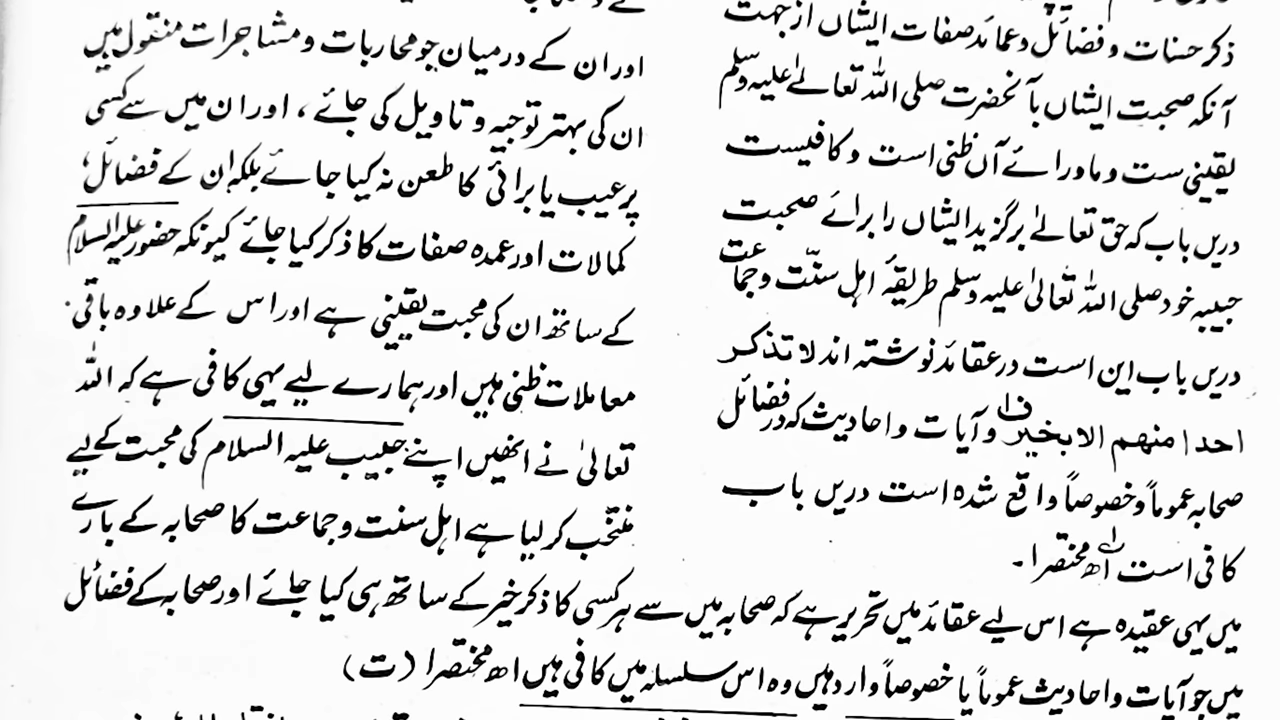 ذکر حسنات و فضائل و عمائد صفات ایشاں از جہت
آنکہ صحبت ایشاں بآنحضرت صلی اللہ تعالےٰ علیہ وسلم
یقینی ست و ماورائے آں ظنی است و کافیست
دریں باب کہ حق تعالےٰ برگزید ایشاں را برائے صحبت
حبیبہ خود صلی اللہ تعالیٰ علیہ وسلم طریقۂ اہل سنّت وجماعت
دریں باب این است در عقائد نوشتہ اند لا تذکر
احدا منھم الا بخیر و آیات و احادیث کہ در فضائل
صحابہ عموماً وخصوصاً واقع شدہ است دریں باب
کافی است اھ مختصرا۔
اور ان کے درمیان جو محاربات و مشاجرات منقول ہیں
ان کی بہتر توجیہ و تاویل کی جائے، اور ان میں سے کسی
پر عیب یا برائی کا طعن نہ کیا جائے بلکہ ان کے فضائل،
کمالات اور عمدہ صفات کا ذکر کیا جائے کیونکہ حضور علیہ السلام
کے ساتھ ان کی محبت یقینی ہے اور اس کے علاوہ باقی
معاملات ظنی ہیں اور ہمارے لیے یہی کافی ہے کہ اللہ
تعالیٰ نے انھیں اپنے حبیب علیہ السلام کی محبت کے لیے
منتخب کر لیا ہے اہل سنت و جماعت کا صحابہ کے بارے
میں یہی عقیدہ ہے اس لیے عقائد میں تحریر ہے کہ صحابہ میں سے ہر کسی کا ذکر خیر کے ساتھ ہی کیا جائے اور صحابہ کے فضائل
میں جو آیات و احادیث عموماً یا خصوصاً وارد ہیں وہ اس سلسلہ میں کافی ہیں اھ مختصرا (ت)